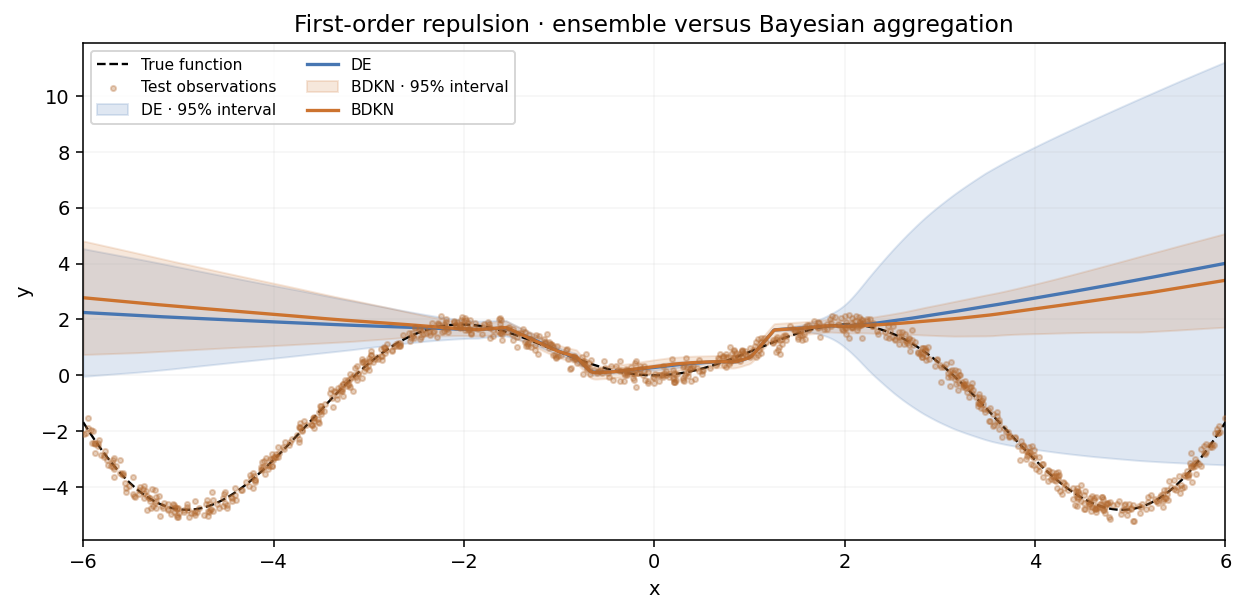 First-order repulsion · ensemble versus Bayesian aggregation
True function
Test observations
DE · 95% interval
DE
BDKN · 95% interval
BDKN
y
10
8
6
4
2
0
−2
−4
−6
−4
−2
0
2
4
6
x